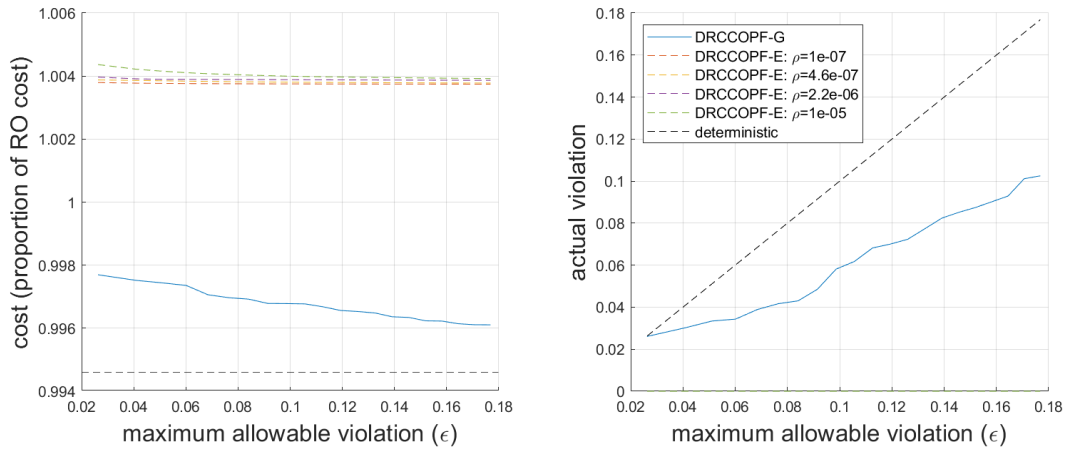 1.006
1.004
1.002
1
0.998
0.996
0.994
cost (proportion of RO cost)
0.02 0.04 0.06 0.08 0.1 0.12 0.14 0.16 0.18
maximum allowable violation (ϵ)
0.18
0.16
0.14
0.12
0.1
0.08
0.06
0.04
0.02
0
actual violation
DRCCOPF-G
DRCCOPF-E: ρ=1e-07
DRCCOPF-E: ρ=4.6e-07
DRCCOPF-E: ρ=2.2e-06
DRCCOPF-E: ρ=1e-05
deterministic
0.02 0.04 0.06 0.08 0.1 0.12 0.14 0.16 0.18
maximum allowable violation (ϵ)